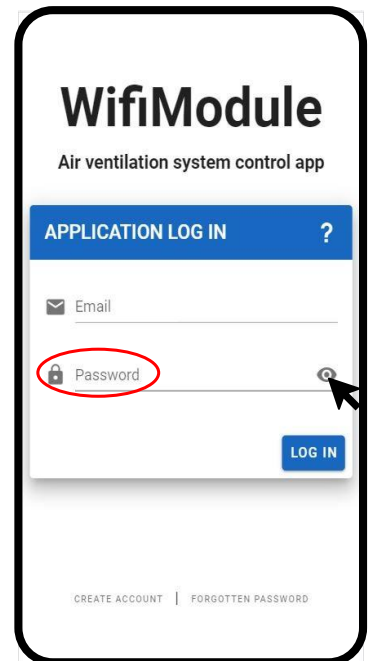 WifiModule
Air ventilation system control app
APPLICATION LOG IN ?
Email
Password
LOG IN
CREATE ACCOUNT | FORGOTTEN PASSWORD